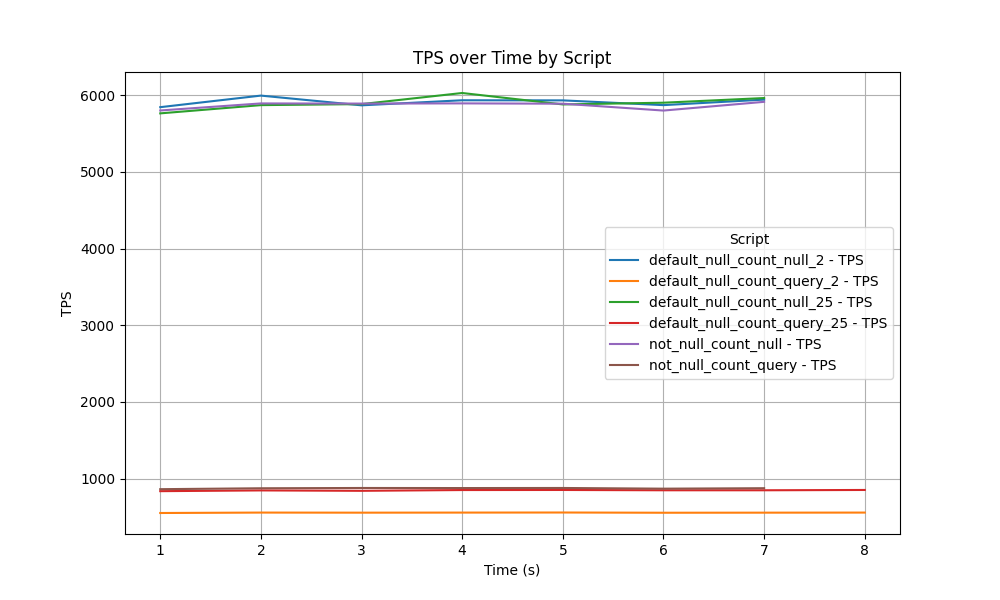 TPS over Time by Script
6000
5000
4000
3000
2000
1000
TPS
Script
default_null_count_null_2 - TPS
default_null_count_query_2 - TPS
default_null_count_null_25 - TPS
default_null_count_query_25 - TPS
not_null_count_null - TPS
not_null_count_query - TPS
1 2 3 4 5 6 7 8
Time (s)